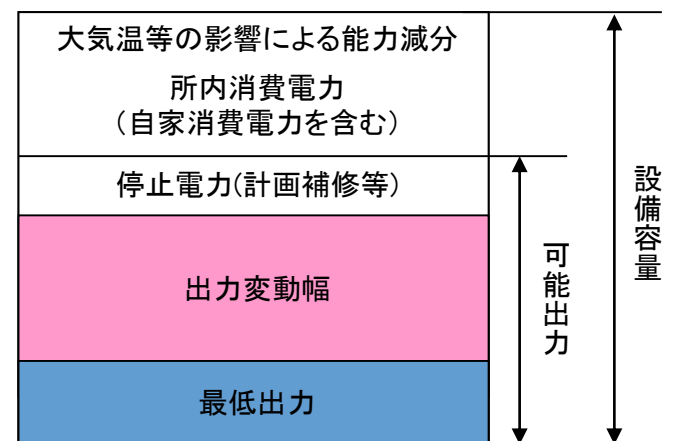 大気温等の影響による能力減分
所内消費電力
（自家消費電力を含む）
停止電力(計画補修等)
出力変動幅
最低出力
可能出力
設備容量